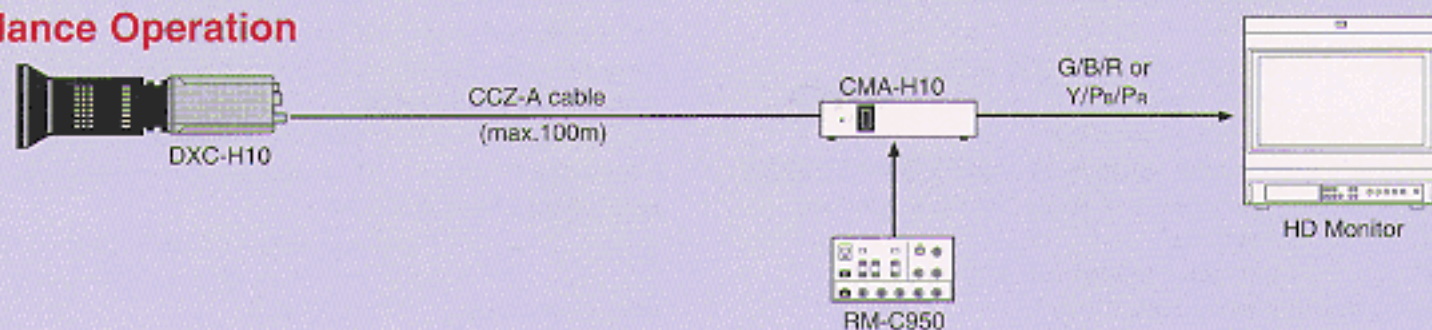 lance Operation
DXC-H10
CCZ-A cable
(max.100m)
CMA-H10
RM-C950
G/B/R or
Y/PB/PR
HD Monitor